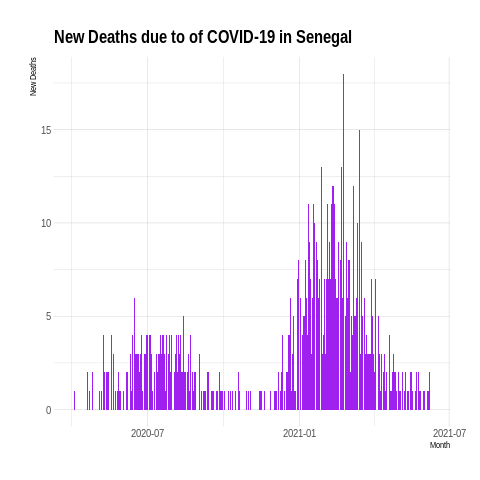 New Deaths due to of COVID-19 in Senegal
New Deaths
15
10
5
0
2020-07
2021-01
2021-07
Month